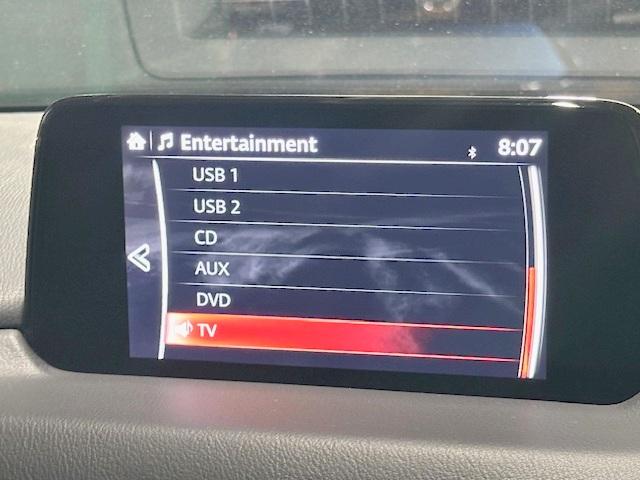 Entertainment 8:07
USB 1
USB 2
CD
AUX
DVD
TV